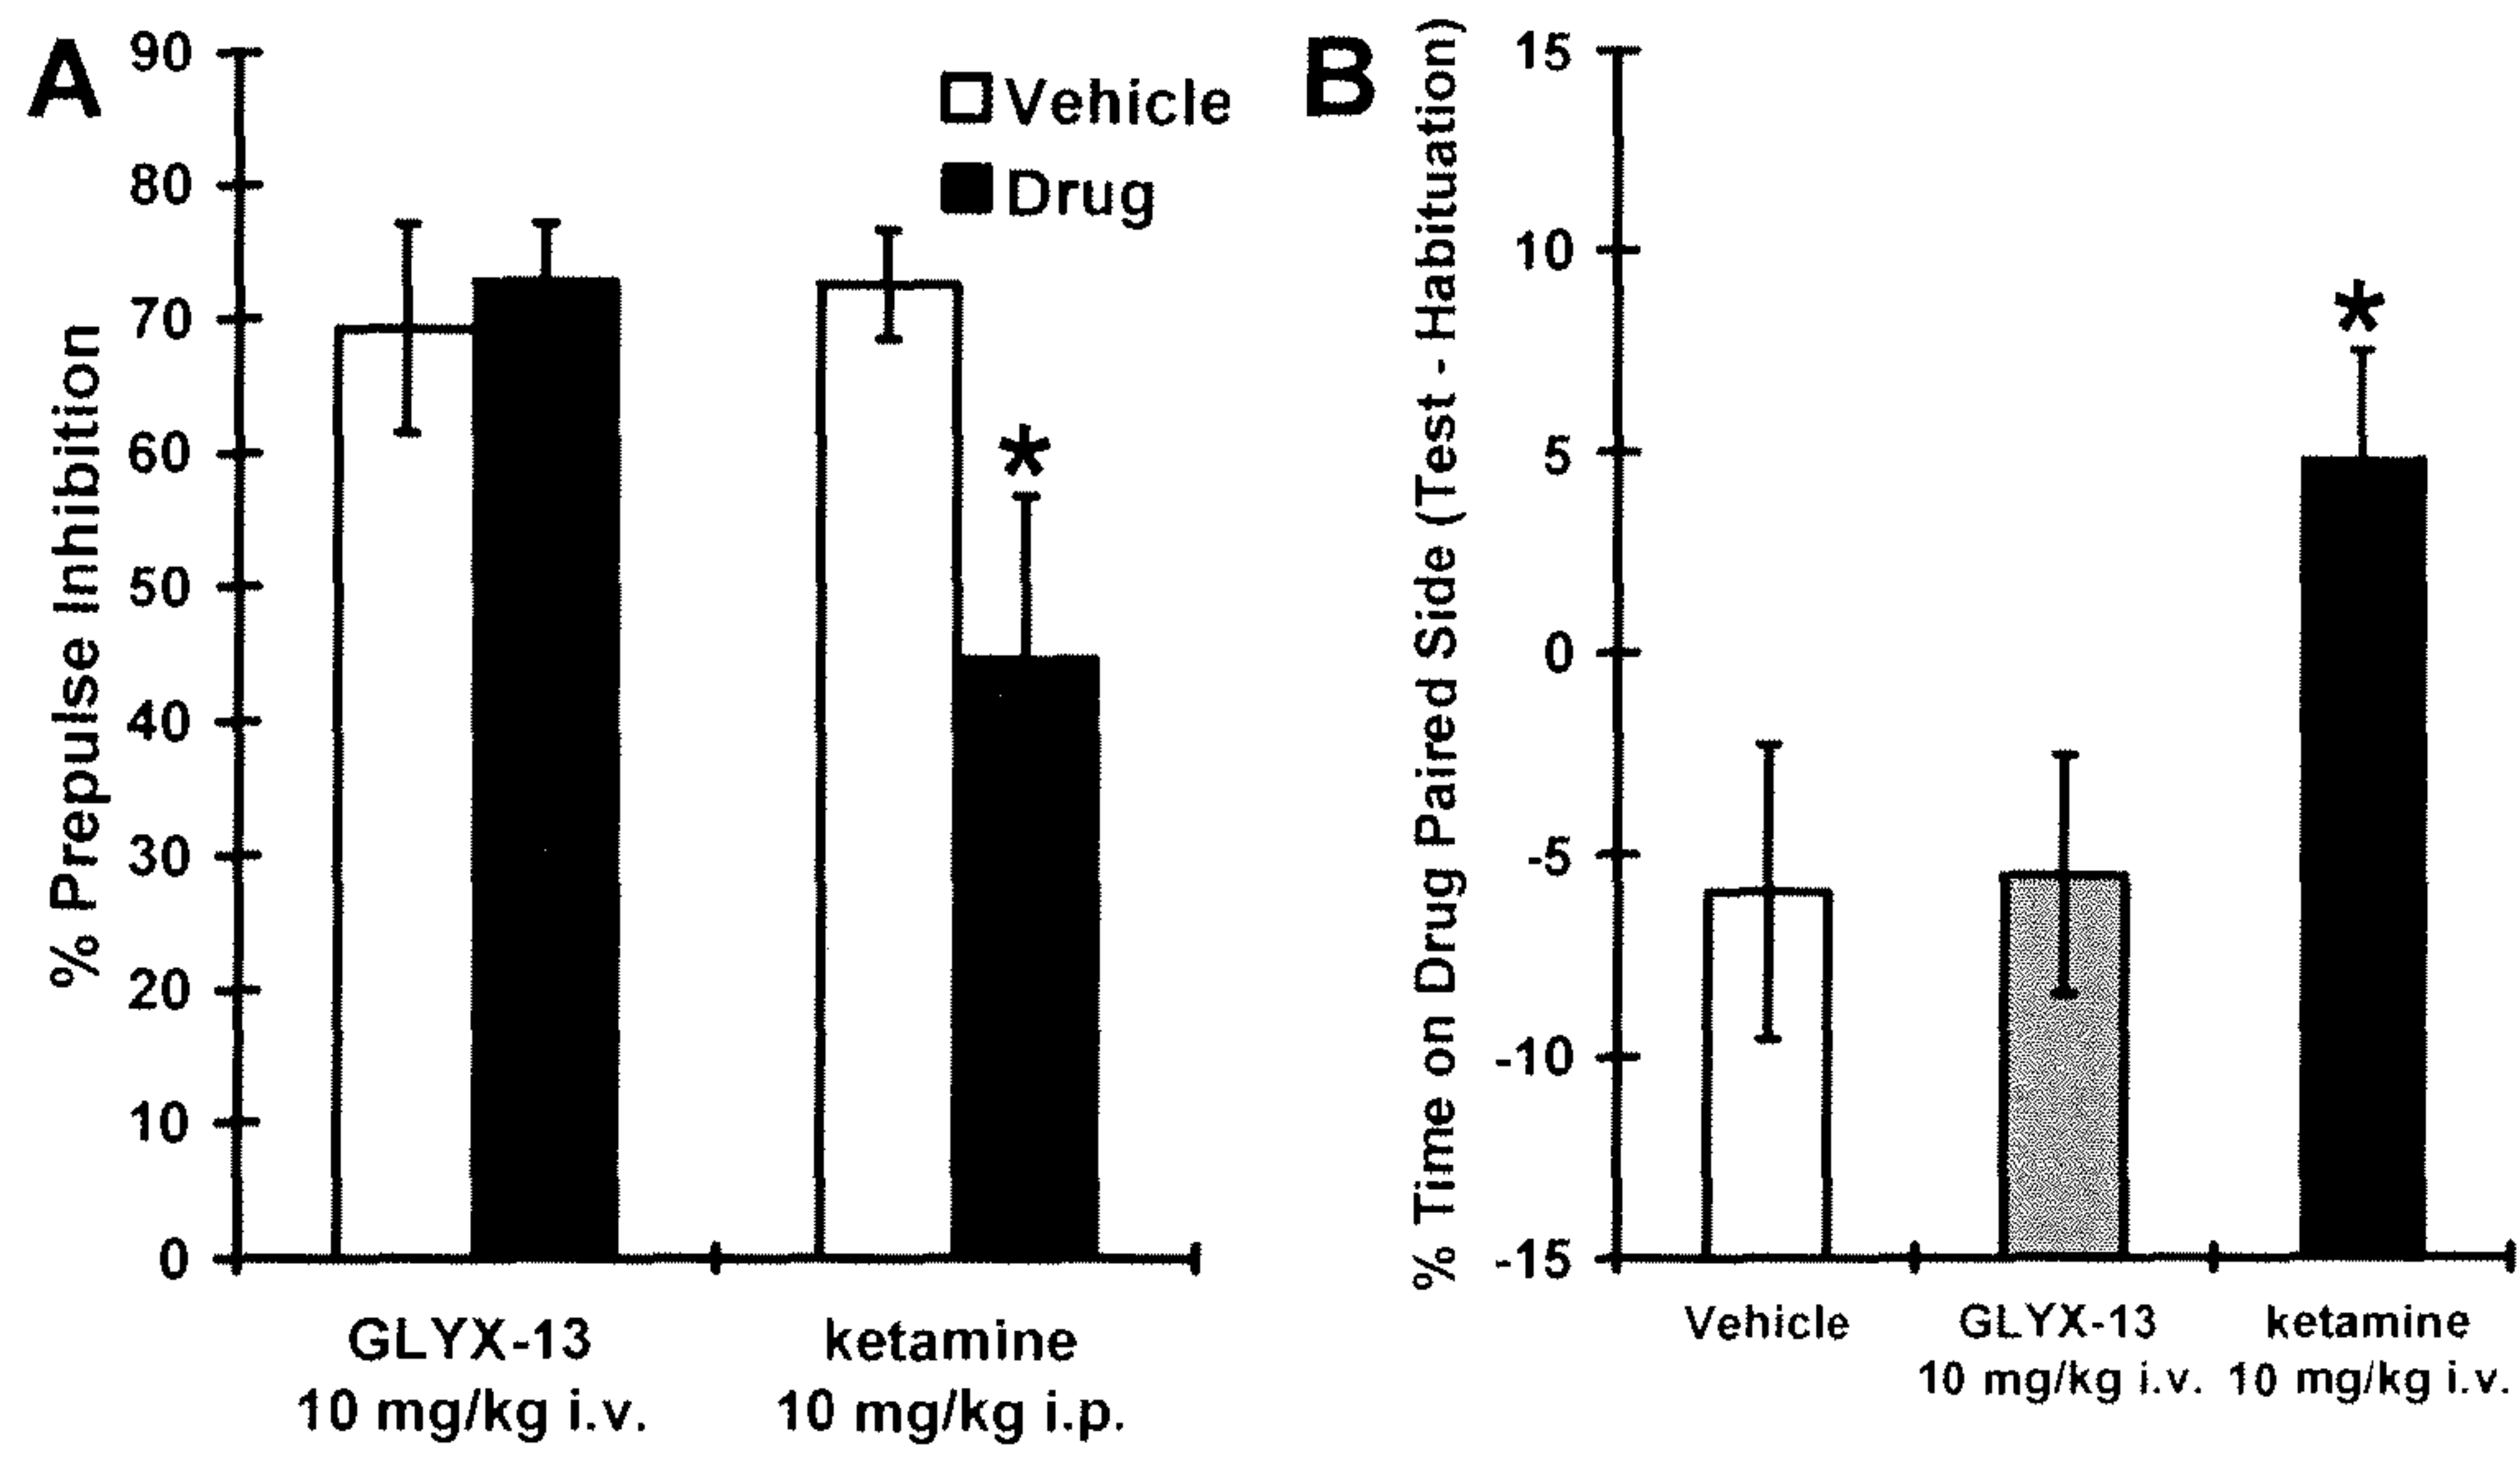 A
% Prepulse Inhibition
90
80
70
60
50
40
30
20
10
0
Vehicle
Drug
*
GLYX-13
10 mg/kg i.v.
ketamine
10 mg/kg i.p.
B
% Time on Drug Paired Side (Test - Habituation)
15
10
5
0
-5
-10
-15
*
Vehicle
GLYX-13
10 mg/kg i.v.
ketamine
10 mg/kg i.v.